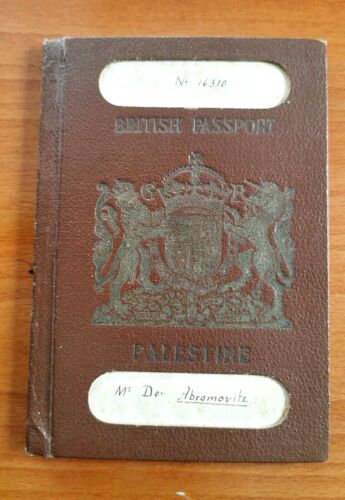 No 16310
BRITISH PASSPORT
G R
PALESTINE
Mr Dov Abramovitz